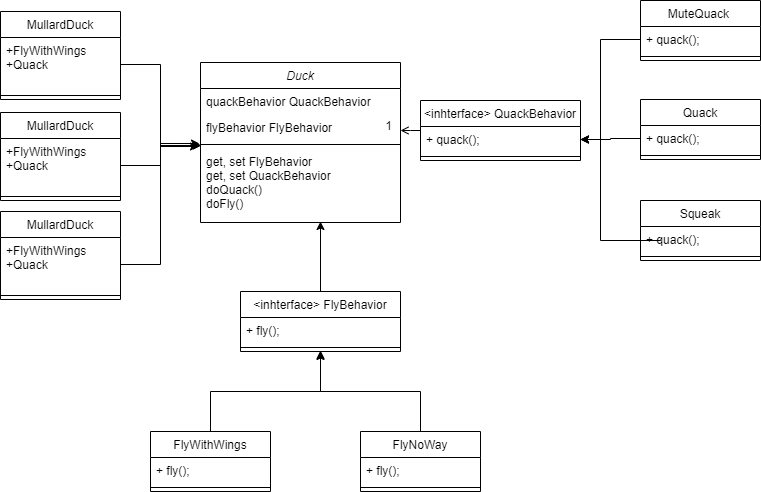 MullardDuck
+FlyWithWings
+Quack
MullardDuck
+FlyWithWings
+Quack
MullardDuck
+FlyWithWings
+Quack
Duck
quackBehavior QuackBehavior
flyBehavior FlyBehavior
1
get, set FlyBehavior
get, set QuackBehavior
doQuack()
doFly()
<inhterface> QuackBehavior
+ quack();
MuteQuack
+ quack();
Quack
+ quack();
Squeak
+ quack();
<inhterface> FlyBehavior
+ fly();
FlyWithWings
+ fly();
FlyNoWay
+ fly();